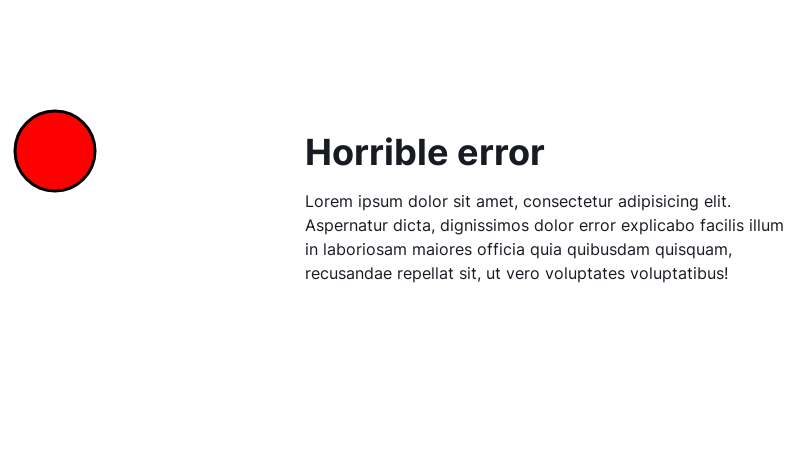 Horrible error
Lorem ipsum dolor sit amet, consectetur adipisicing elit.
Aspernatur dicta, dignissimos dolor error explicabo facilis illum
in laboriosam maiores officia quia quibusdam quisquam,
recusandae repellat sit, ut vero voluptates voluptatibus!